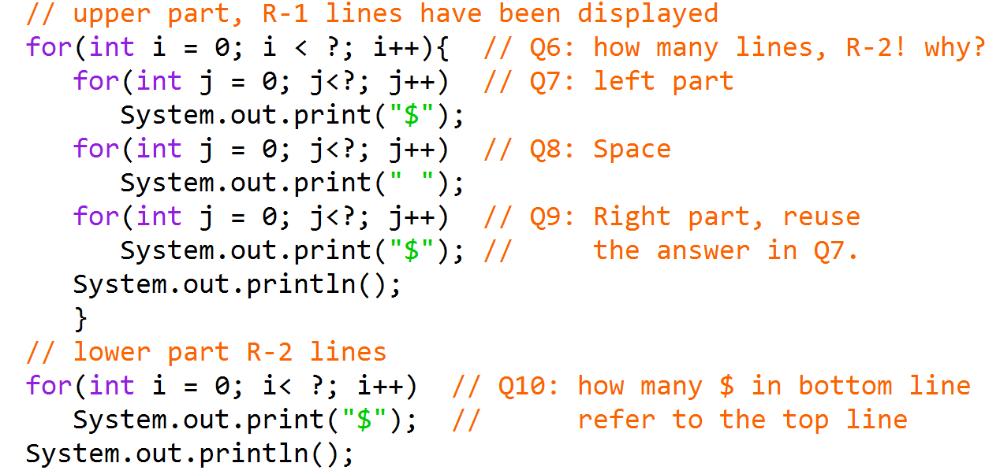 // upper part, R-1 lines have been displayed
for(int i = 0; i < ?; i++){  // Q6: how many lines, R-2! why?
   for(int j = 0; j<?; j++)  // Q7: left part
      System.out.print("$");
   for(int j = 0; j<?; j++)  // Q8: Space
      System.out.print(" ");
   for(int j = 0; j<?; j++)  // Q9: Right part, reuse
      System.out.print("$"); //     the answer in Q7.
   System.out.println();
   }
// lower part R-2 lines
for(int i = 0; i< ?; i++)  // Q10: how many $ in bottom line
   System.out.print("$");  //      refer to the top line
System.out.println();